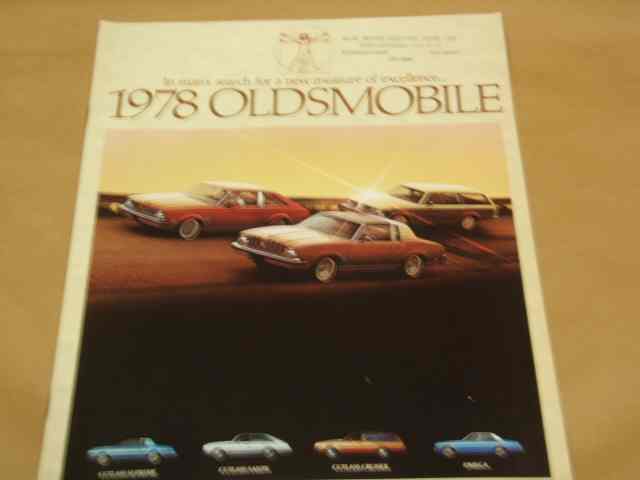 In man's search for a new measure of excellence...
1978 OLDSMOBILE
CUTLASS SUPREME
CUTLASS SALON
CUTLASS CRUISER
OMEGA